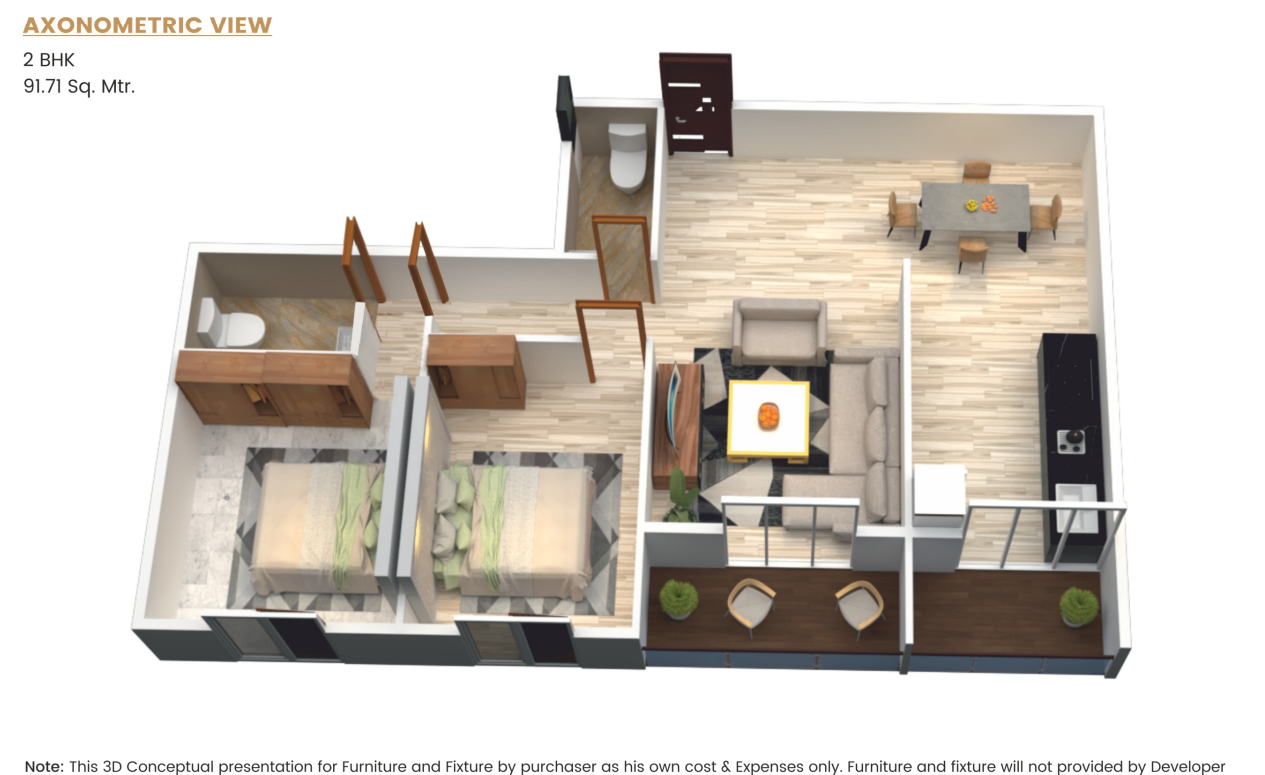 AXONOMETRIC VIEW
2 BHK
91.71 Sq. Mtr.
Note: This 3D Conceptual presentation for Furniture and Fixture by purchaser as his own cost & Expenses only. Furniture and fixture will not provided by Developer